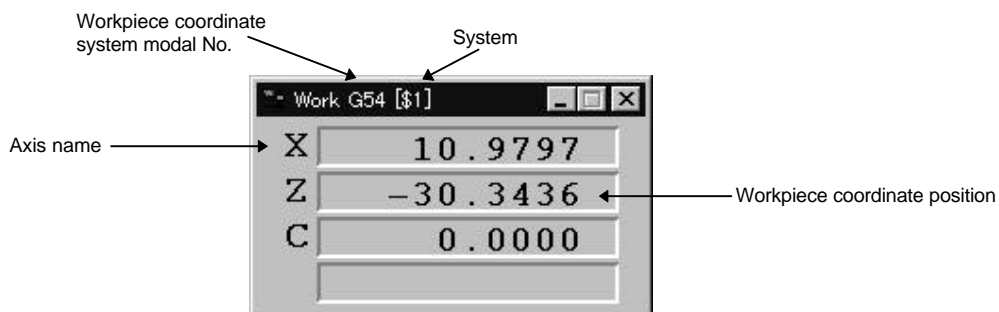 Workpiece coordinate
system modal No.
System
Work G54 [$1]
Axis name
X 10.9797
Z -30.3436
Workpiece coordinate position
C 0.0000